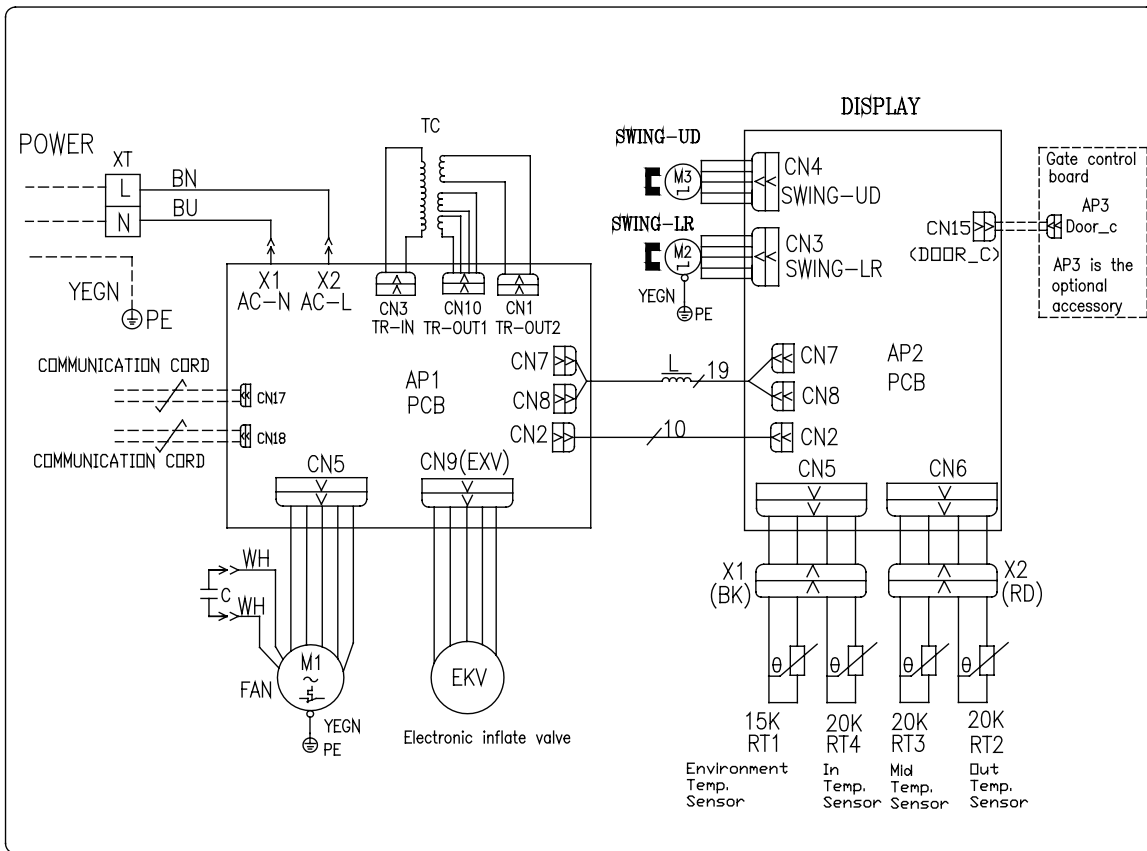 DISPLAY
POWER
XT
L
N
BN
BU
YEGN
PE
TC
X1
AC-N
X2
AC-L
CN3
TR-IN
CN10
TR-OUT1
CN1
TR-OUT2
COMMUNICATION CORD
CN17
CN18
COMMUNICATION CORD
AP1
PCB
CN7
CN8
CN2
CN5
CN9(EXV)
WH
C
WH
M1
~
FAN
YEGN
PE
EKV
Electronic inflate valve
L
19
10
SWING-UD
M3
CN4
SWING-UD
SWING-LR
M2
CN3
SWING-LR
YEGN
PE
CN15
(DOOR_C)
Gate control
board
AP3
Door_c
AP3 is the
optional
accessory
CN7
CN8
CN2
AP2
PCB
CN5
CN6
X1
(BK)
X2
(RD)
θ
θ
θ
θ
15K
RT1
Environment
Temp.
Sensor
20K
RT4
In
Temp.
Sensor
20K
RT3
Mid
Temp.
Sensor
20K
RT2
Out
Temp.
Sensor